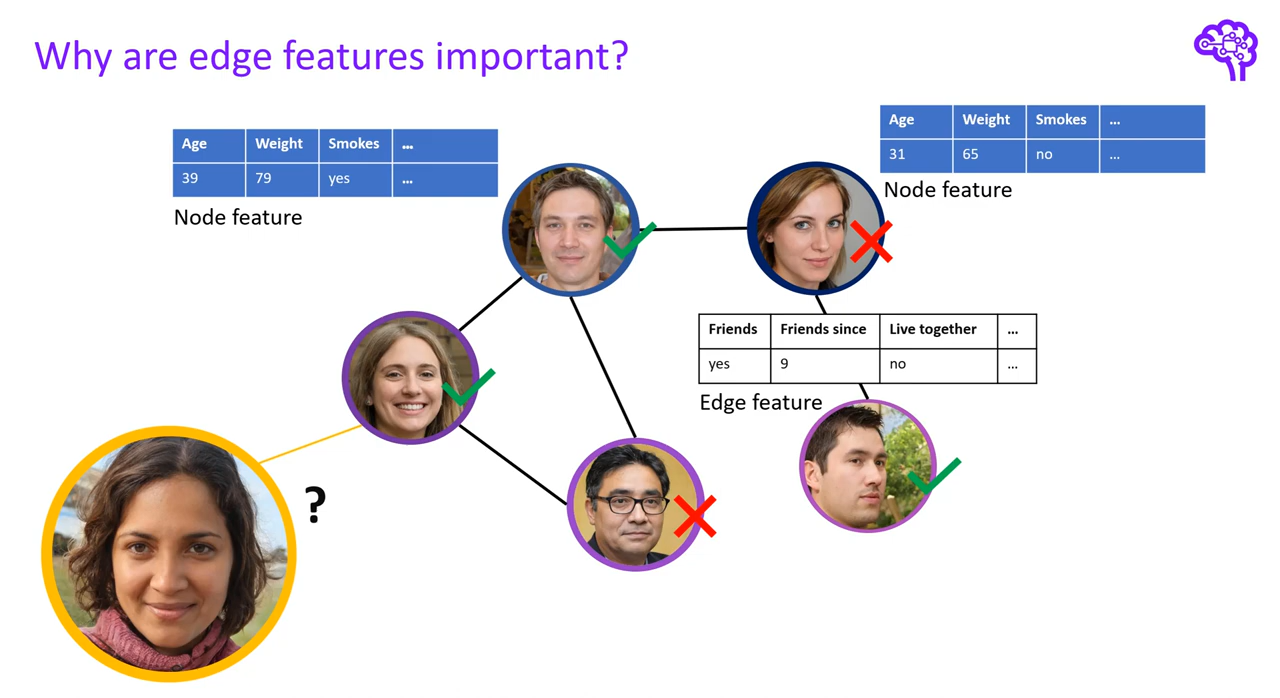 Why are edge features important?
Age Weight Smokes ...
39 79 yes ...
Node feature
Age Weight Smokes ...
31 65 no ...
Node feature
Friends Friends since Live together ...
yes 9 no ...
Edge feature
?